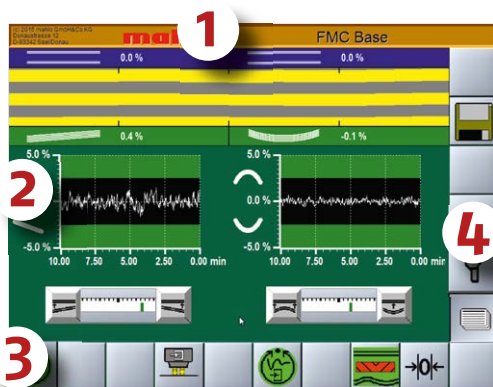 (c) 2015 mahlo GmbH&Co.KG
Donaustrasse 12
D-93342 Saal/Donau
1
FMC Base
0.0 %
0.0 %
0.4 %
-0.1 %
2
5.0 %
-5.0 %
10.00 7.50 5.00 2.50 0.00 min
5.0 %
0.0 %
-5.0 %
10.00 7.50 5.00 2.50 0.00 min
4
3
0